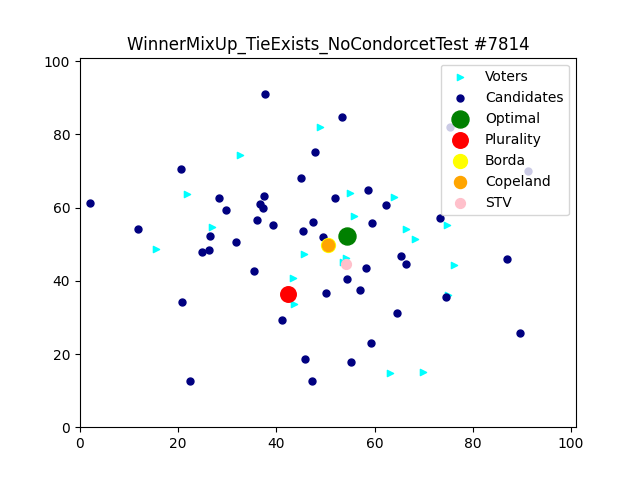 WinnerMixUp_TieExists_NoCondorcetTest #7814
100
80
60
40
20
0
0 20 40 60 80 100
Voters
Candidates
Optimal
Plurality
Borda
Copeland
STV